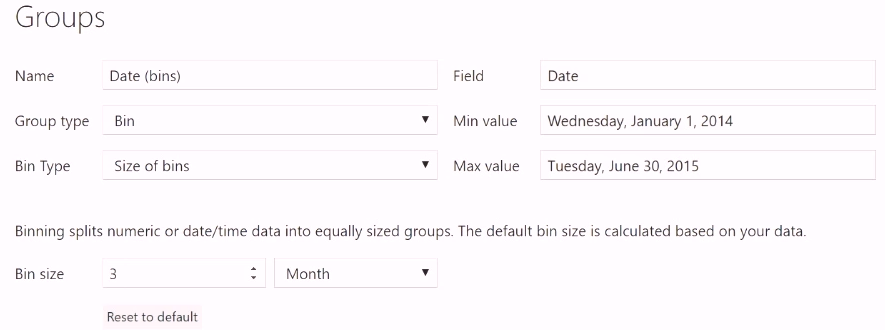 Groups
Name Date (bins) Field Date
Group type Bin Min value Wednesday, January 1, 2014
Bin Type Size of bins Max value Tuesday, June 30, 2015
Binning splits numeric or date/time data into equally sized groups. The default bin size is calculated based on your data.
Bin size 3 Month
Reset to default